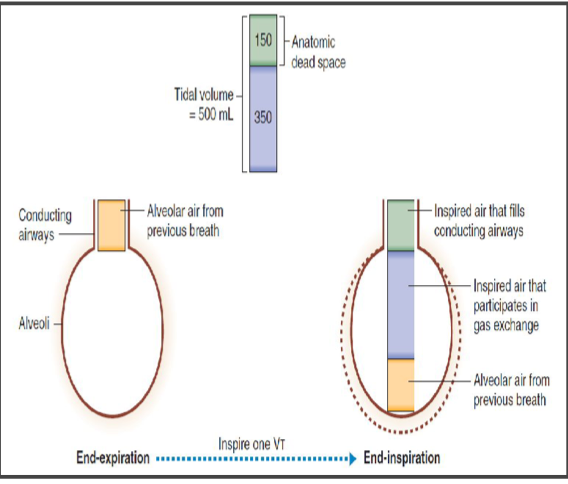 150
Anatomic
dead space
Tidal volume
= 500 mL
350
Conducting
airways
Alveolar air from
previous breath
Alveoli
Inspired air that fills
conducting airways
Inspired air that
participates in
gas exchange
Alveolar air from
previous breath
End-expiration
Inspire one VT
End-inspiration